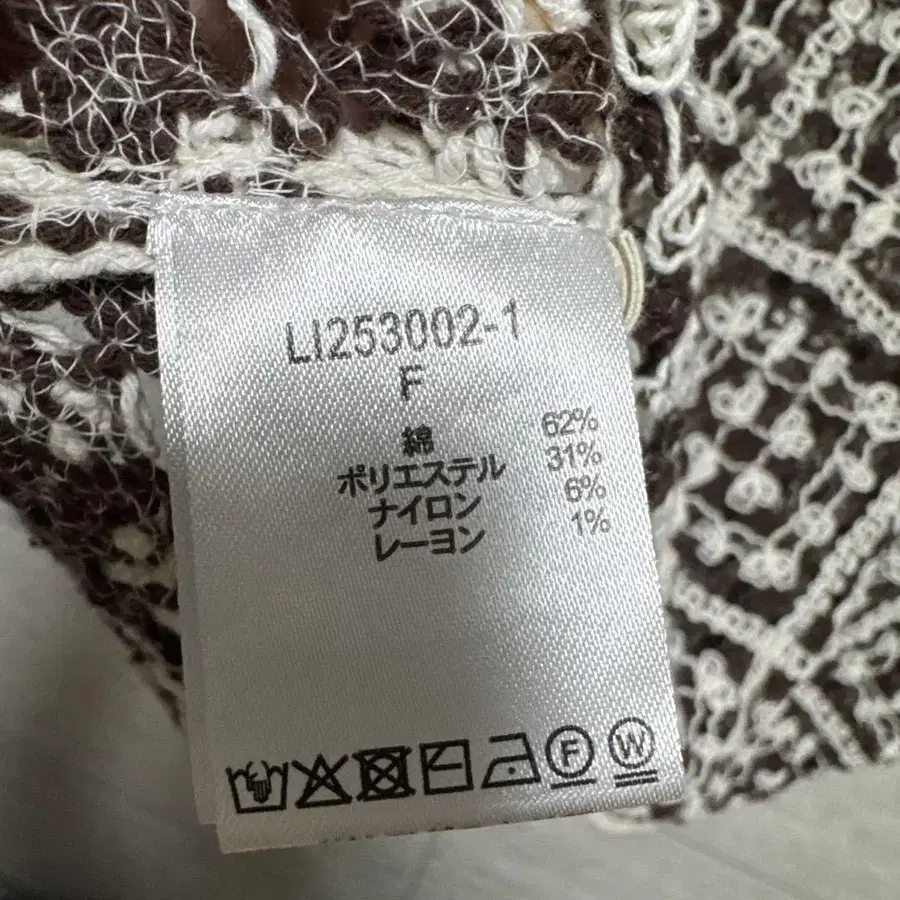 LI253002-1
F
綿 62%
ポリエステル 31%
ナイロン 6%
レーヨン 1%
F W